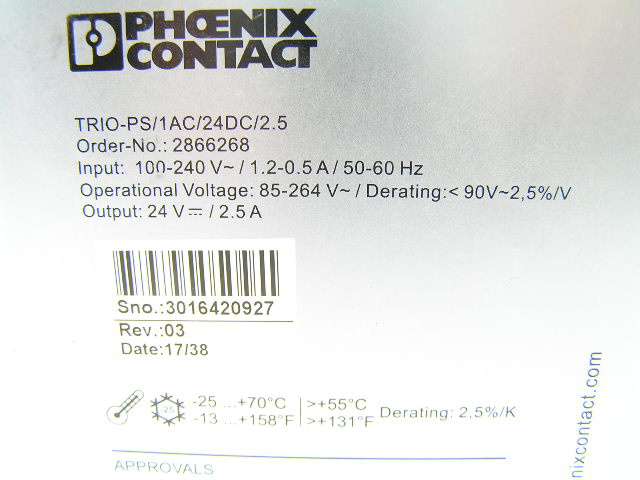 PHŒNIX
CONTACT
TRIO-PS/1AC/24DC/2.5
Order-No.: 2866268
Input: 100-240 V~ / 1.2-0.5 A / 50-60 Hz
Operational Voltage: 85-264 V~ / Derating:< 90V~2,5%/V
Output: 24 V⎓ / 2.5 A
Sno.:3016420927
Rev.:03
Date:17/38
-25 ...+70°C >+55°C Derating: 2,5%/K
-13 ...+158°F >+131°F
APPROVALS
nixcontact.com